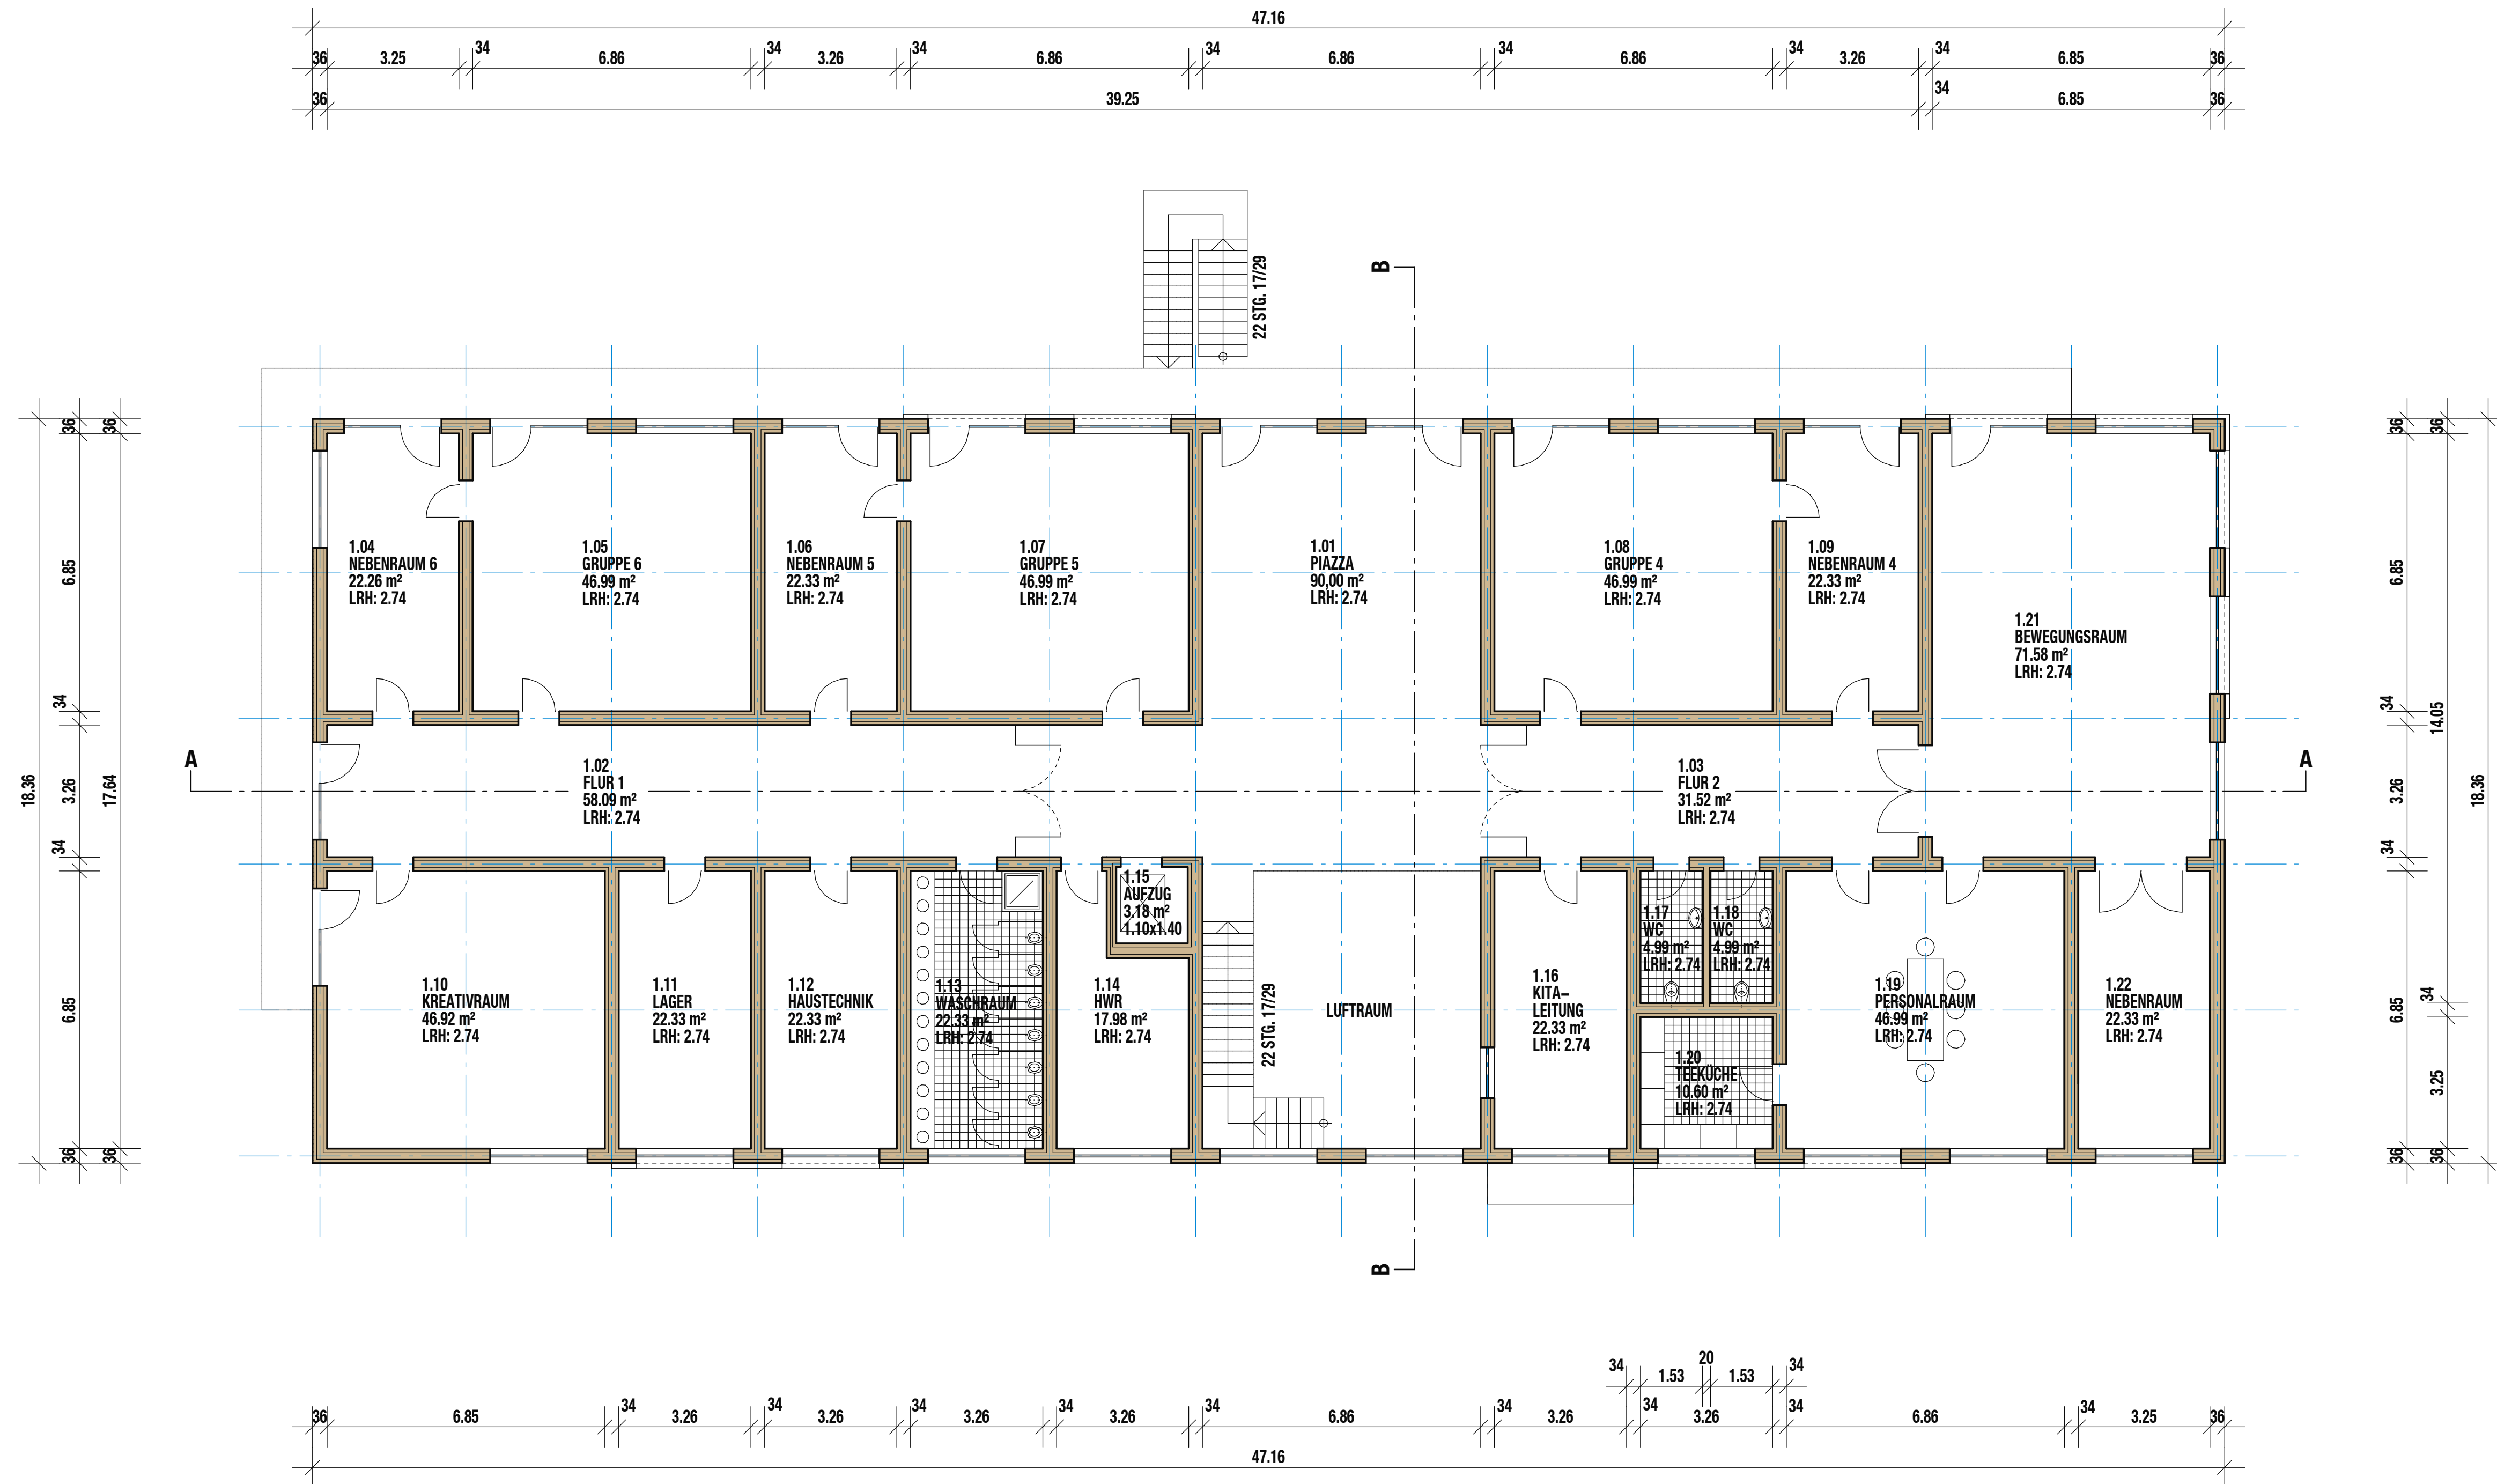 47.16
36 3.25 34 6.86 34 3.26 34 6.86 34 6.86 34 6.86 34 3.26 34 6.85 36
36 39.25 34 6.85 36
22 STG. 17/29
B
18.36
36 6.85 34 3.26 34 6.85 36
36 17.64 36
1.04
NEBENRAUM 6
22.26 m²
LRH: 2.74
1.05
GRUPPE 6
46.99 m²
LRH: 2.74
1.06
NEBENRAUM 5
22.33 m²
LRH: 2.74
1.07
GRUPPE 5
46.99 m²
LRH: 2.74
1.01
PIAZZA
90,00 m²
LRH: 2.74
1.08
GRUPPE 4
46.99 m²
LRH: 2.74
1.09
NEBENRAUM 4
22.33 m²
LRH: 2.74
1.21
BEWEGUNGSRAUM
71.58 m²
LRH: 2.74
A
1.02
FLUR 1
58.09 m²
LRH: 2.74
1.03
FLUR 2
31.52 m²
LRH: 2.74
A
1.10
KREATIVRAUM
46.92 m²
LRH: 2.74
1.11
LAGER
22.33 m²
LRH: 2.74
1.12
HAUSTECHNIK
22.33 m²
LRH: 2.74
1.13
WASCHRAUM
22.33 m²
LRH: 2.74
1.14
HWR
17.98 m²
LRH: 2.74
1.15
AUFZUG
3.18 m²
1.10x1.40
22 STG. 17/29
LUFTRAUM
1.16
KITA–
LEITUNG
22.33 m²
LRH: 2.74
1.17
WC
4.99 m²
LRH: 2.74
1.18
WC
4.99 m²
LRH: 2.74
1.20
TEEKÜCHE
10.60 m²
LRH: 2.74
1.19
PERSONALRAUM
46.99 m²
LRH: 2.74
1.22
NEBENRAUM
22.33 m²
LRH: 2.74
36 6.85 34 3.26 34 6.85 36
36 14.05 34 3.25 36
18.36
B
34 1.53 20 1.53 34
36 6.85 34 3.26 34 3.26 34 3.26 34 3.26 34 6.86 34 3.26 34 3.26 34 6.86 34 3.25 36
47.16